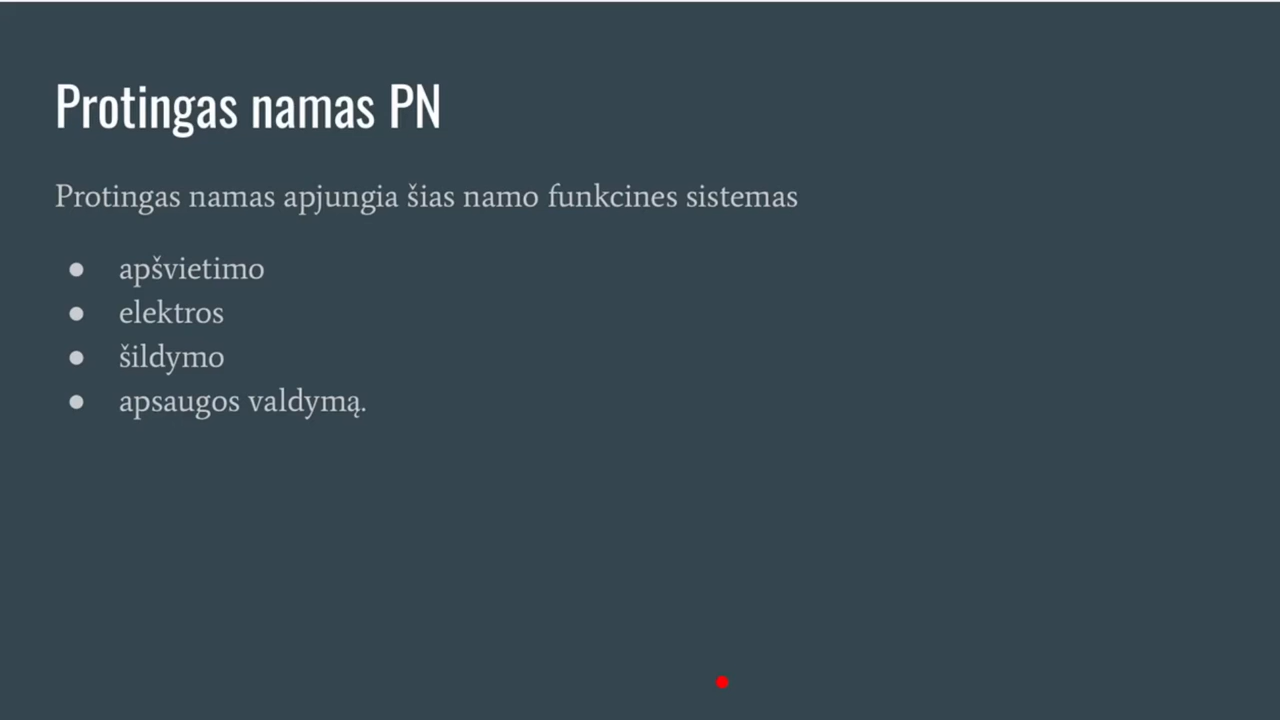 Protingas namas PN
Protingas namas apjungia šias namo funkcines sistemas
● apšvietimo
● elektros
● šildymo
● apsaugos valdymą.